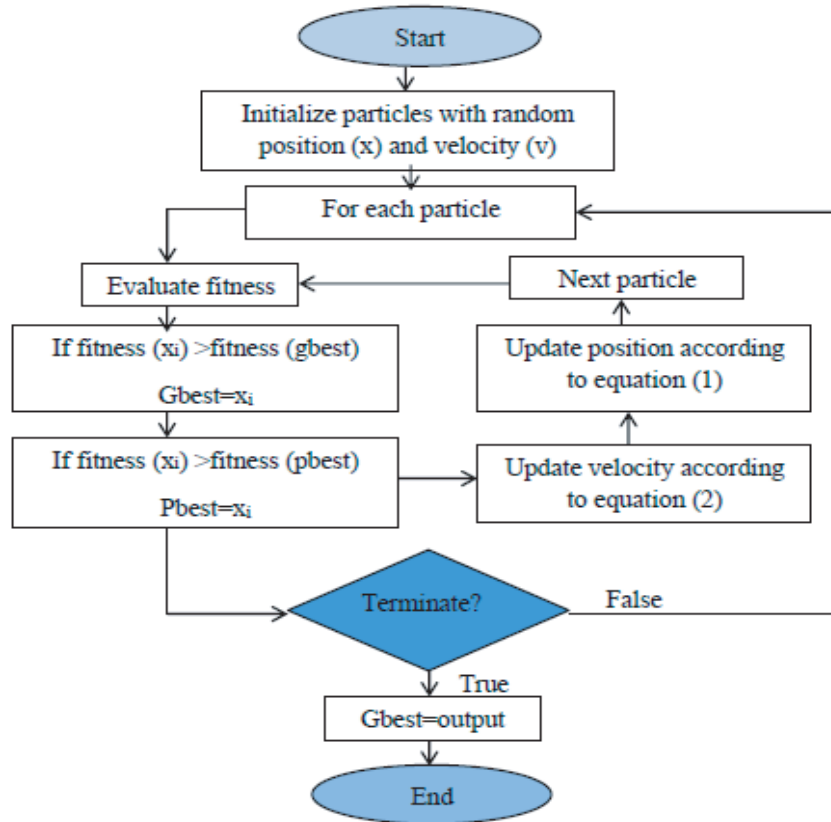 Start
Initialize particles with random
position (x) and velocity (v)
For each particle
Evaluate fitness
Next particle
If fitness (xᵢ) >fitness (gbest)
Gbest=xᵢ
Update position according
to equation (1)
If fitness (xᵢ) >fitness (pbest)
Pbest=xᵢ
Update velocity according
to equation (2)
Terminate?
False
True
Gbest=output
End